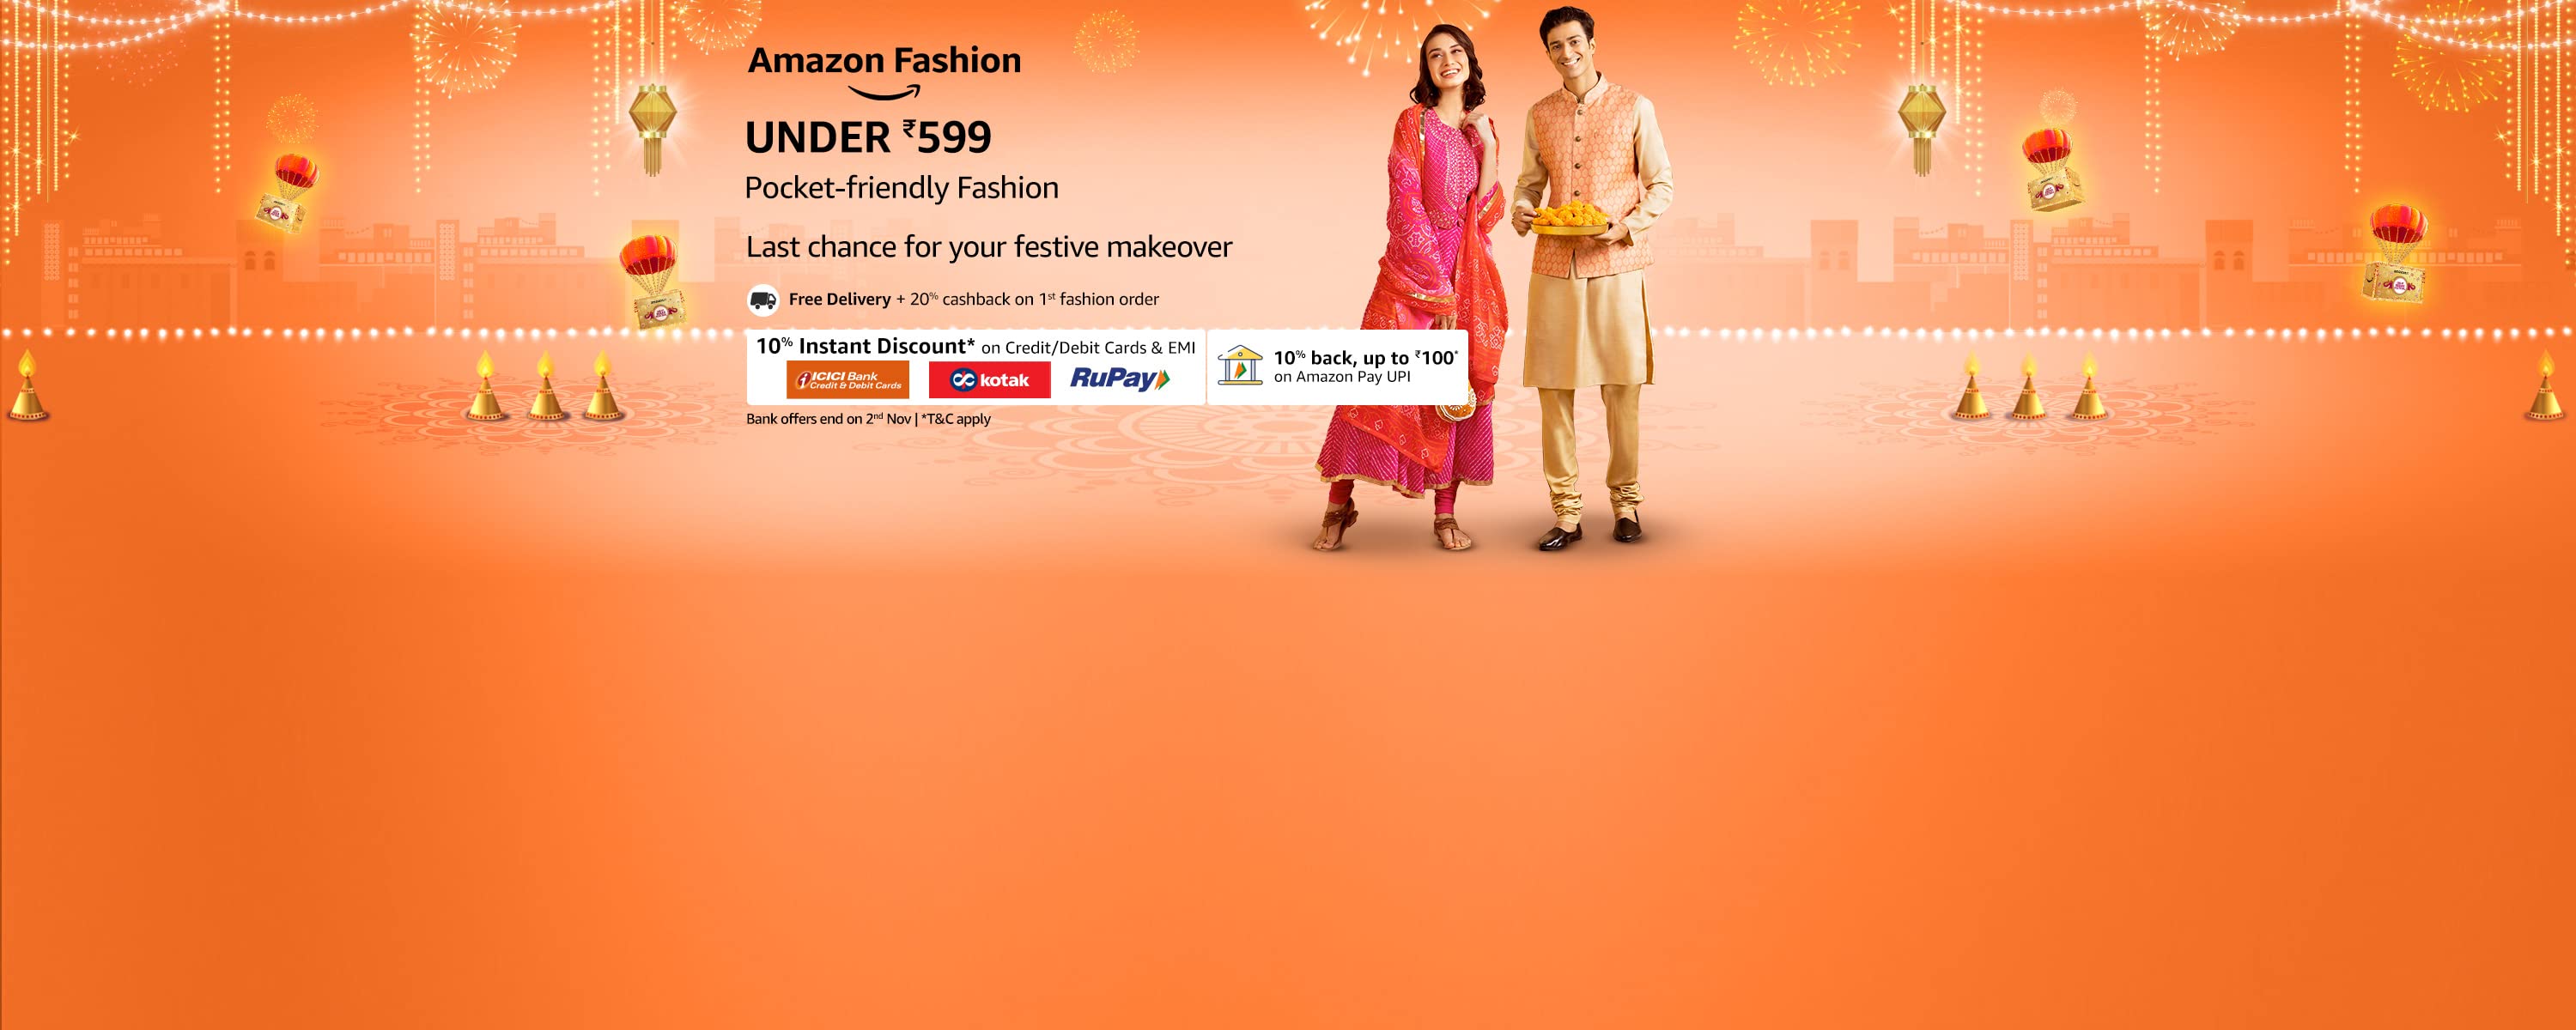 Amazon Fashion
UNDER ₹599
Pocket-friendly Fashion
Last chance for your festive makeover
Free Delivery + 20% cashback on 1st fashion order
10% Instant Discount* on Credit/Debit Cards & EMI
ICICI Bank
Credit & Debit Cards
kotak
RuPay
10% back, up to ₹100*
on Amazon Pay UPI
Bank offers end on 2nd Nov | *T&C apply